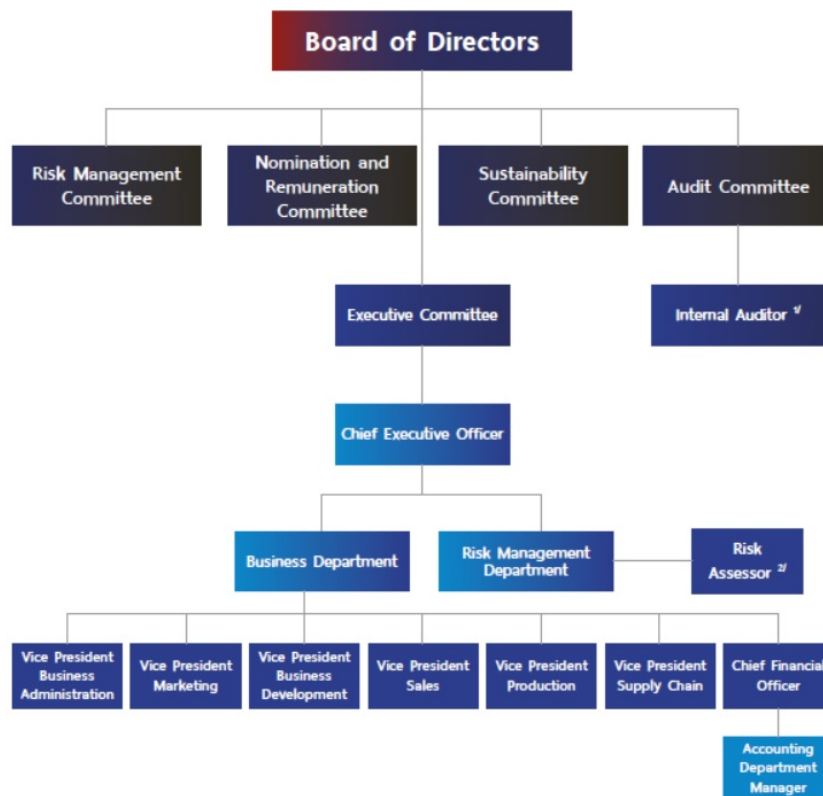 Board of Directors
Risk Management
Committee
Nomination and
Remuneration
Committee
Sustainability
Committee
Audit Committee
Executive Committee
Internal Auditor 1/
Chief Executive Officer
Business Department
Risk Management
Department
Risk
Assessor 2/
Vice President
Business
Administration
Vice President
Marketing
Vice President
Business
Development
Vice President
Sales
Vice President
Production
Vice President
Supply Chain
Chief Financial
Officer
Accounting
Department
Manager